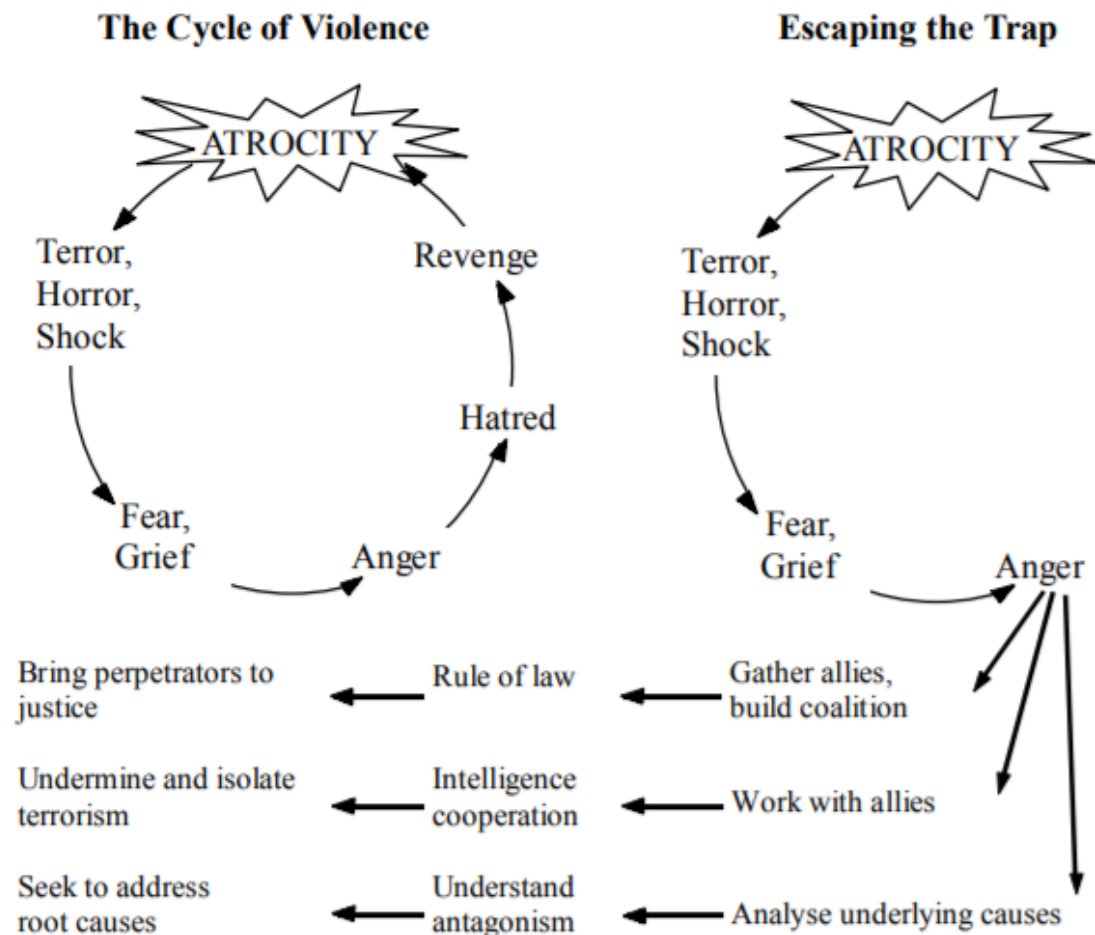 The Cycle of Violence
ATROCITY
Terror,
Horror,
Shock
Fear,
Grief
Anger
Hatred
Revenge
Escaping the Trap
ATROCITY
Terror,
Horror,
Shock
Fear,
Grief
Anger
Gather allies,
build coalition
Rule of law
Bring perpetrators to
justice
Work with allies
Intelligence
cooperation
Undermine and isolate
terrorism
Analyse underlying causes
Understand
antagonism
Seek to address
root causes